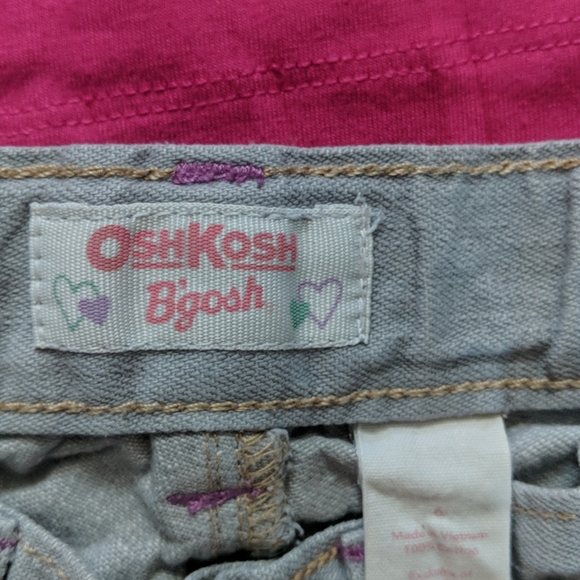 OSHKOSH
B'gosh
6
Made in Vietnam
100% Cotton